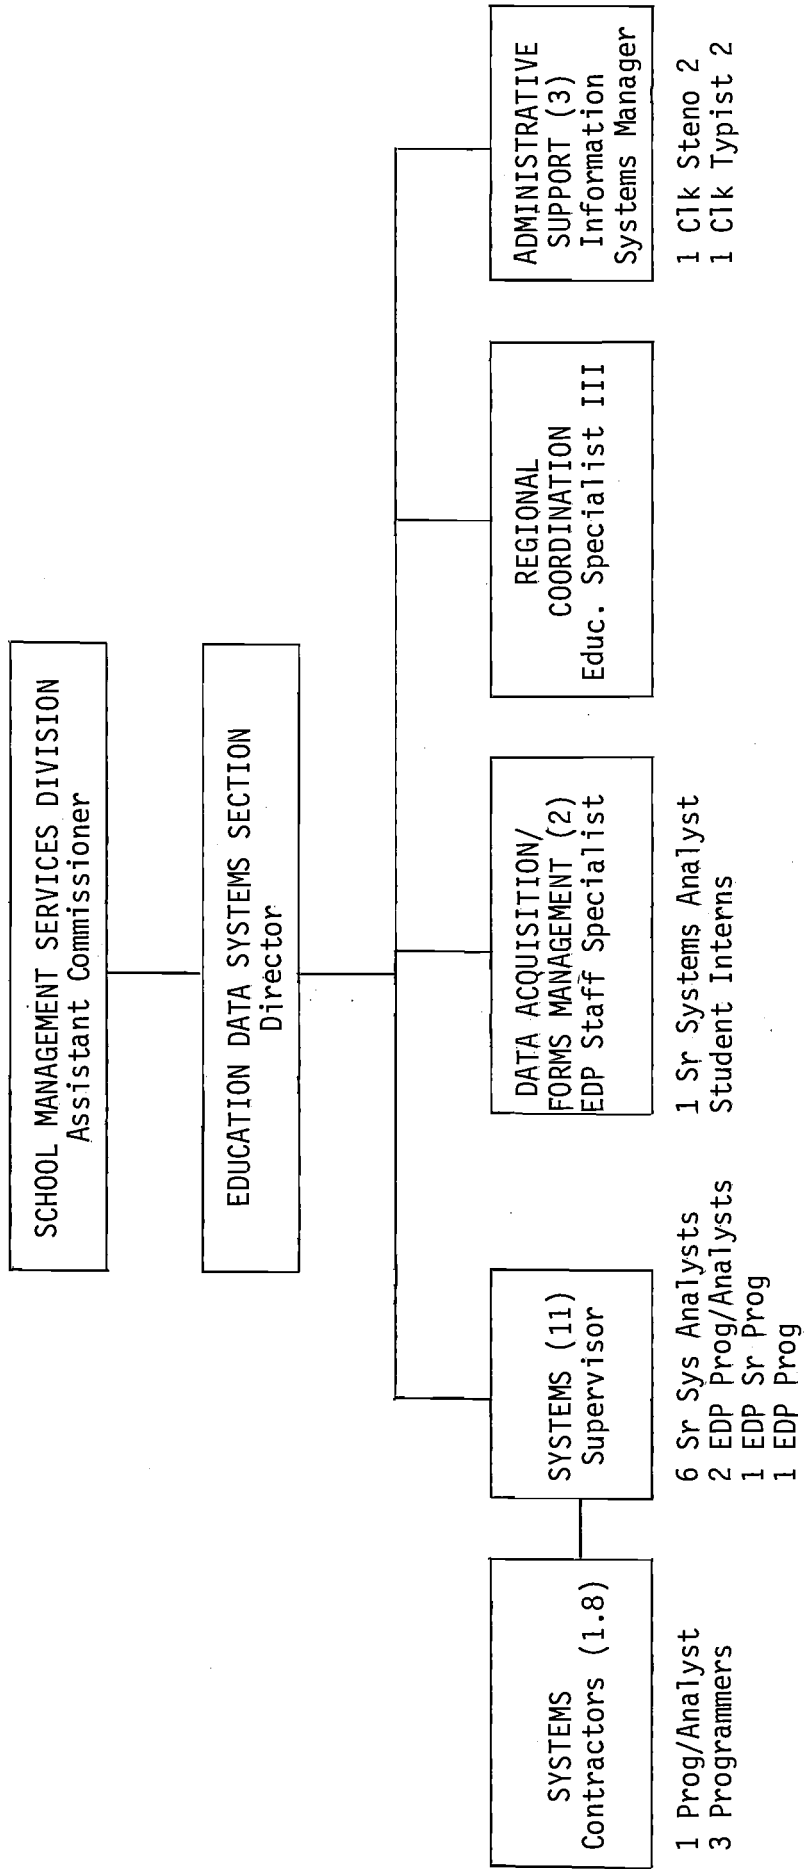 SCHOOL MANAGEMENT SERVICES DIVISION
Assistant Commissioner
EDUCATION DATA SYSTEMS SECTION
Director
SYSTEMS
Contractors (1.8)
1 Prog/Analyst
3 Programmers
SYSTEMS (11)
Supervisor
6 Sr Sys Analysts
2 EDP Prog/Analysts
1 EDP Sr Prog
1 EDP Prog
DATA ACQUISITION/
FORMS MANAGEMENT (2)
EDP Staff Specialist
1 Sr Systems Analyst
Student Interns
REGIONAL
COORDINATION
Educ. Specialist III
ADMINISTRATIVE
SUPPORT (3)
Information
Systems Manager
1 Clk Steno 2
1 Clk Typist 2